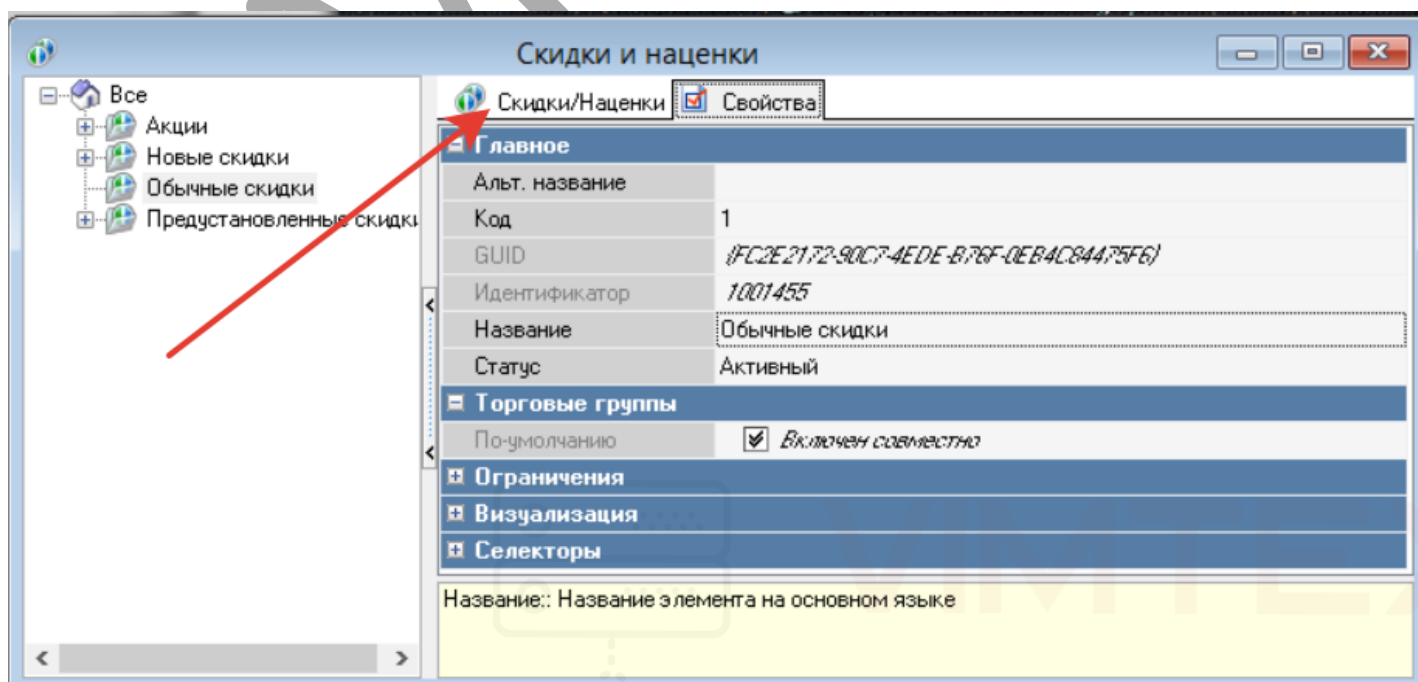 Скидки и наценки
Все
Акции
Новые скидки
Обычные скидки
Предустановленные скидки
Скидки/Наценки Свойства
Главное
Альт. название
Код 1
GUID {FC2E2172-90C7-4EDE-B76F-0EB4C84475F6}
Идентификатор 1001455
Название Обычные скидки
Статус Активный
Торговые группы
По-умолчанию Включен совместно
Ограничения
Визуализация
Селекторы
Название:: Название элемента на основном языке